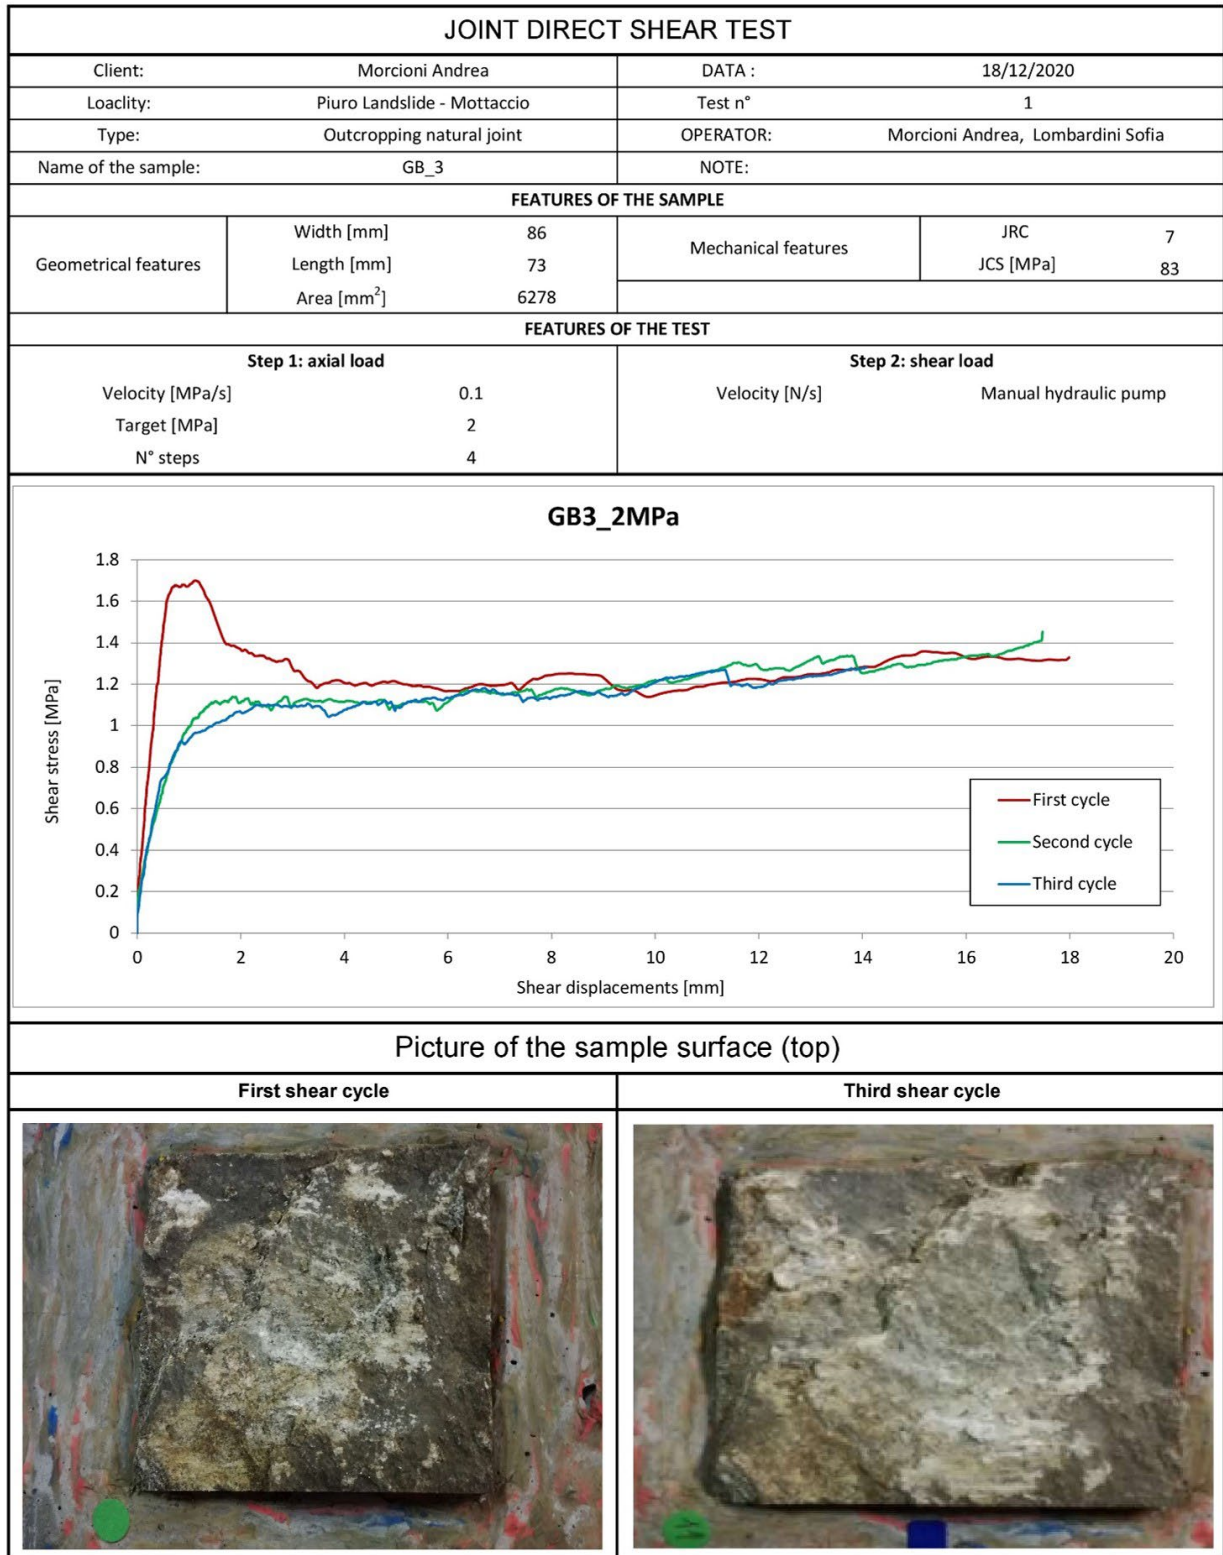 JOINT DIRECT SHEAR TEST
Client: Morcioni Andrea DATA : 18/12/2020
Loaclity: Piuro Landslide - Mottaccio Test n° 1
Type: Outcropping natural joint OPERATOR: Morcioni Andrea, Lombardini Sofia
Name of the sample: GB_3 NOTE:
FEATURES OF THE SAMPLE
Geometrical features
Width [mm] 86
Length [mm] 73
Area [mm²] 6278
Mechanical features
JRC 7
JCS [MPa] 83
FEATURES OF THE TEST
Step 1: axial load
Velocity [MPa/s] 0.1
Target [MPa] 2
N° steps 4
Step 2: shear load
Velocity [N/s] Manual hydraulic pump
GB3_2MPa
Shear stress [MPa]
1.8
1.6
1.4
1.2
1
0.8
0.6
0.4
0.2
0
0 2 4 6 8 10 12 14 16 18 20
Shear displacements [mm]
First cycle
Second cycle
Third cycle
Picture of the sample surface (top)
First shear cycle Third shear cycle